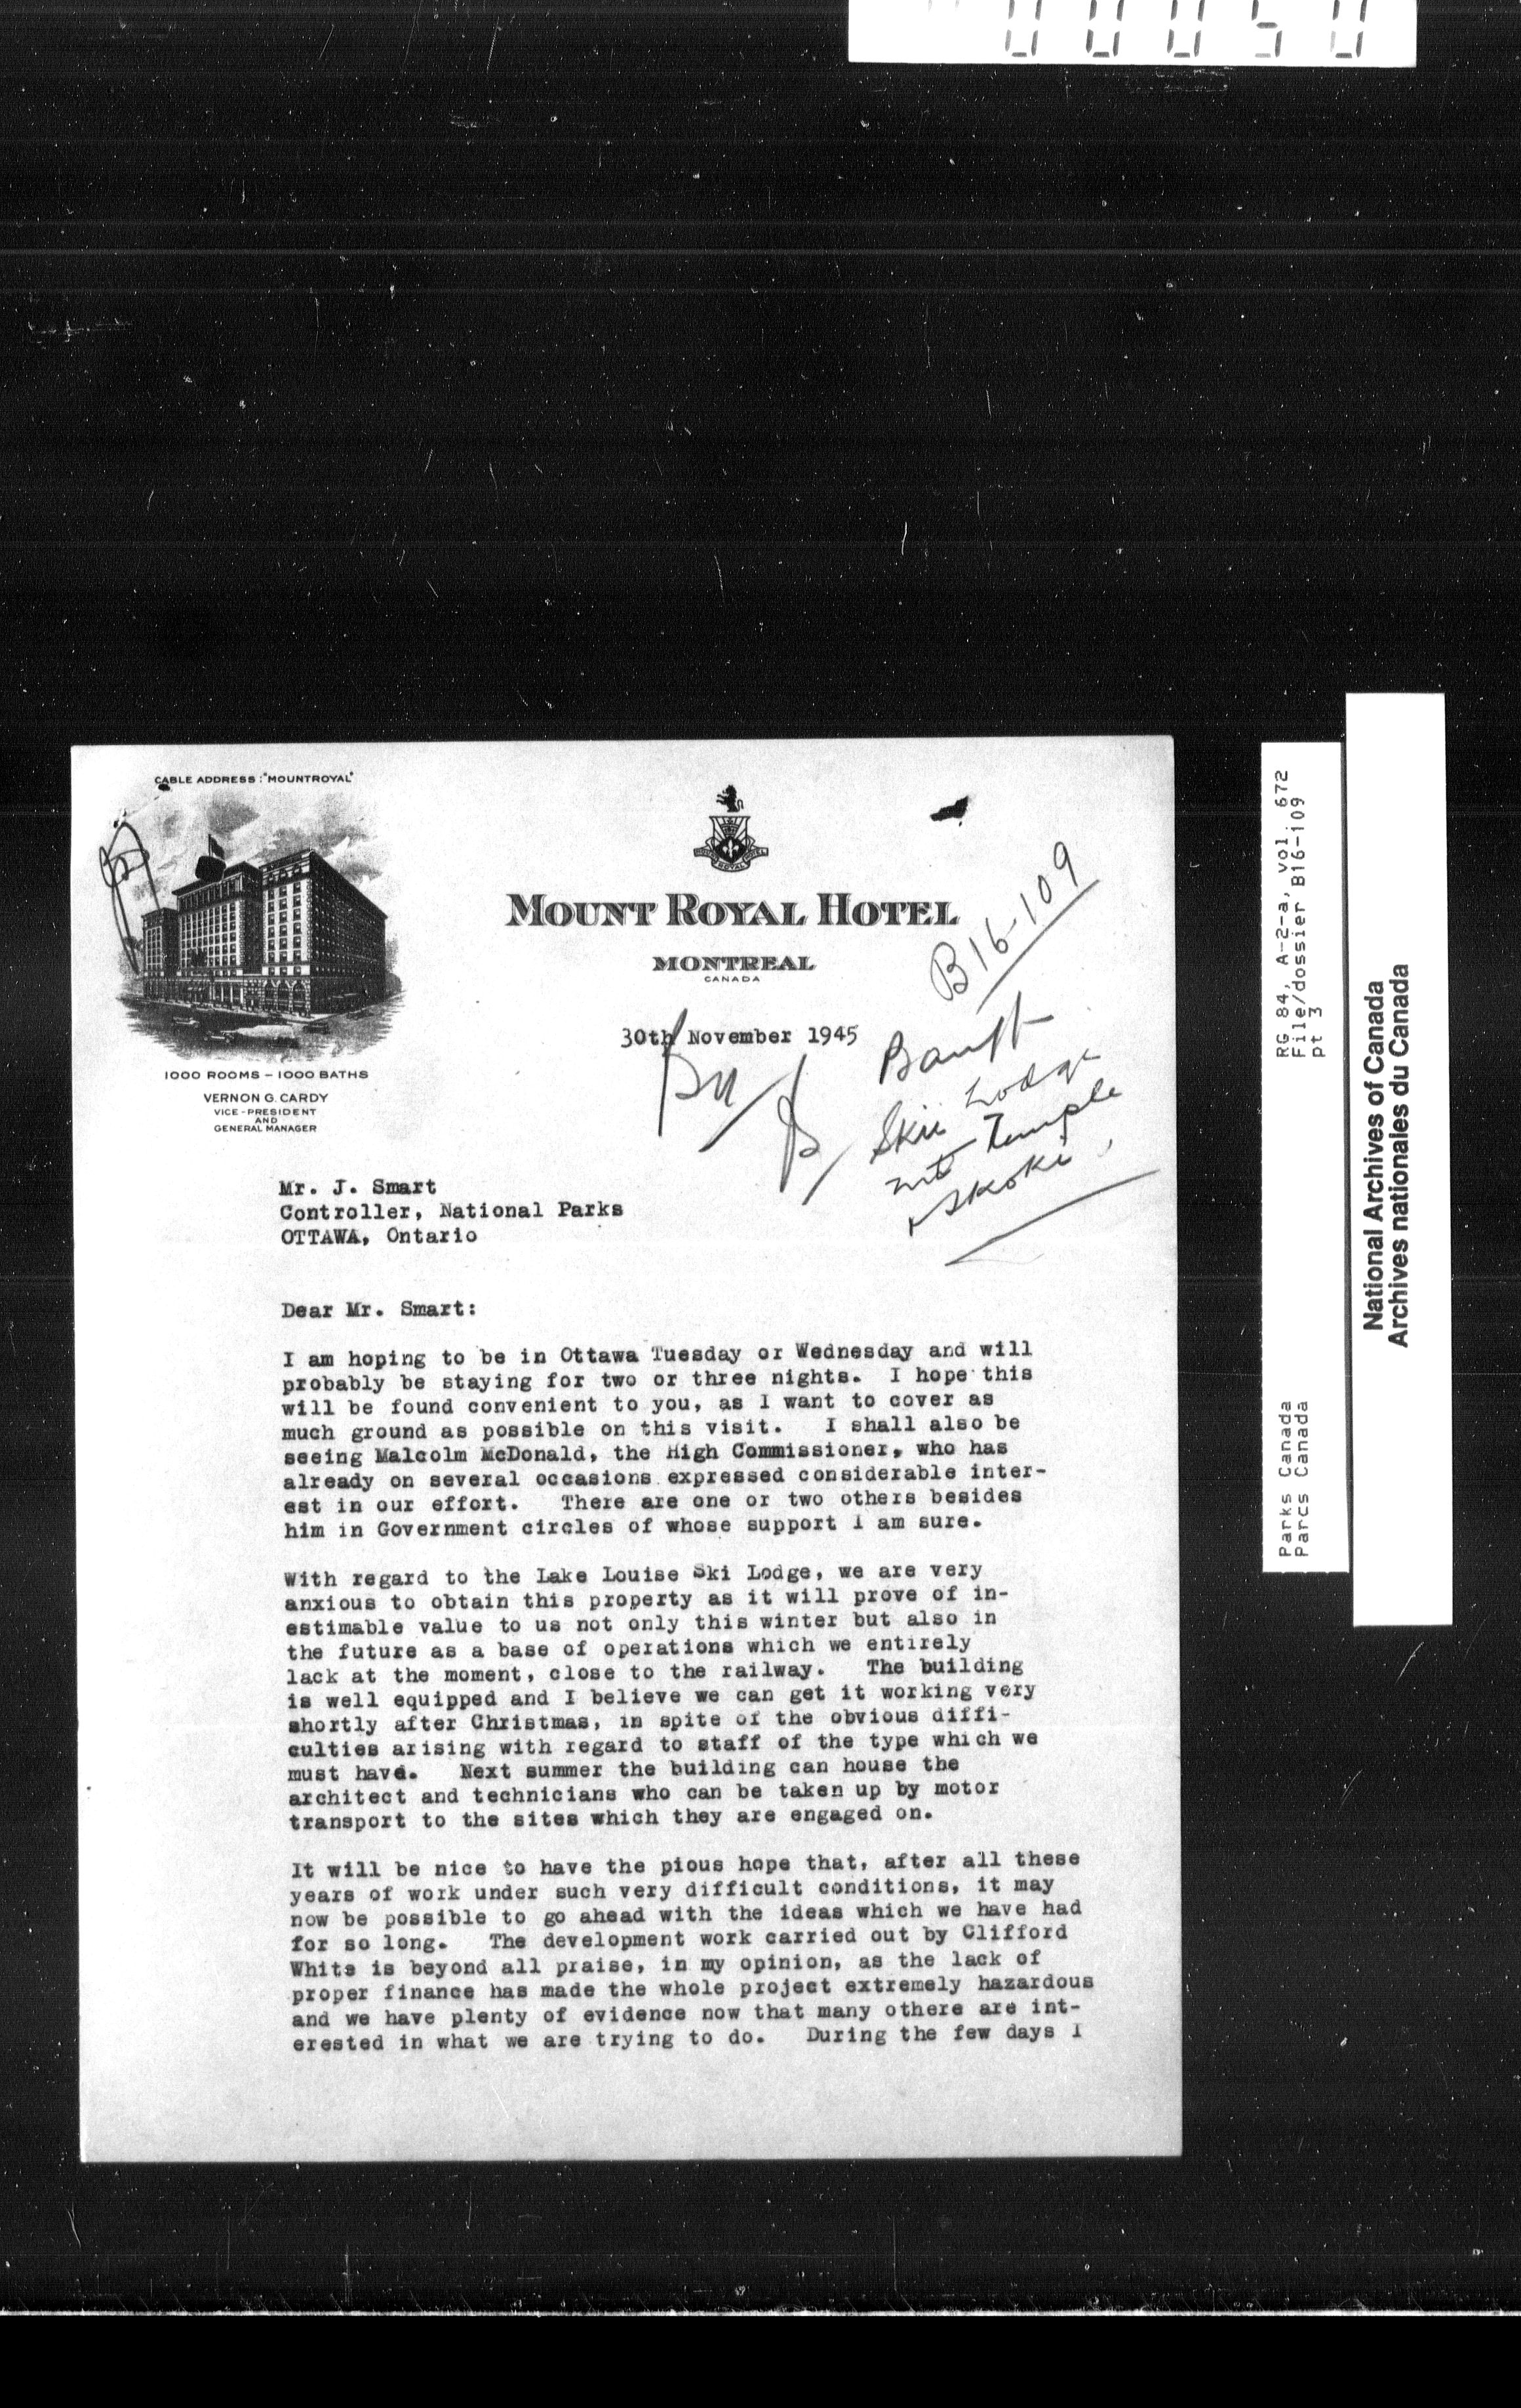 00050
CABLE ADDRESS: "MOUNTROYAL"
MOUNT ROYAL HOTEL
MONTREAL
CANADA
B16-109
30th November 1945
Banff
Ski Lodge
Mt Temple
Skoki
1000 ROOMS – 1000 BATHS
VERNON G. CARDY
VICE-PRESIDENT
AND
GENERAL MANAGER
Mr. J. Smart
Controller, National Parks
OTTAWA, Ontario
Dear Mr. Smart:
I am hoping to be in Ottawa Tuesday or Wednesday and will
probably be staying for two or three nights. I hope this
will be found convenient to you, as I want to cover as
much ground as possible on this visit. I shall also be
seeing Malcolm McDonald, the High Commissioner, who has
already on several occasions expressed considerable inter-
est in our effort. There are one or two others besides
him in Government circles of whose support I am sure.
With regard to the Lake Louise Ski Lodge, we are very
anxious to obtain this property as it will prove of in-
estimable value to us not only this winter but also in
the future as a base of operations which we entirely
lack at the moment, close to the railway. The building
is well equipped and I believe we can get it working very
shortly after Christmas, in spite of the obvious diffi-
culties arising with regard to staff of the type which we
must have. Next summer the building can house the
architect and technicians who can be taken up by motor
transport to the sites which they are engaged on.
It will be nice to have the pious hope that, after all these
years of work under such very difficult conditions, it may
now be possible to go ahead with the ideas which we have had
for so long. The development work carried out by Clifford
White is beyond all praise, in my opinion, as the lack of
proper finance has made the whole project extremely hazardous
and we have plenty of evidence now that many othere are int-
erested in what we are trying to do. During the few days I
RG 84, A-2-a, vol. 672
File/dossier B16-109
pt 3
Parks Canada
Parcs Canada
National Archives of Canada
Archives nationales du Canada